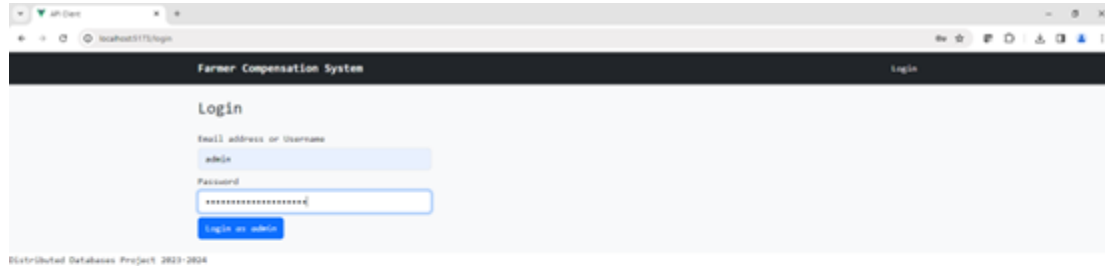 API Client
localhost:5173/login
Farmer Compensation System
Login
Login
Email address or Username
admin
Password
Login as admin
Distributed Databases Project 2023-2024